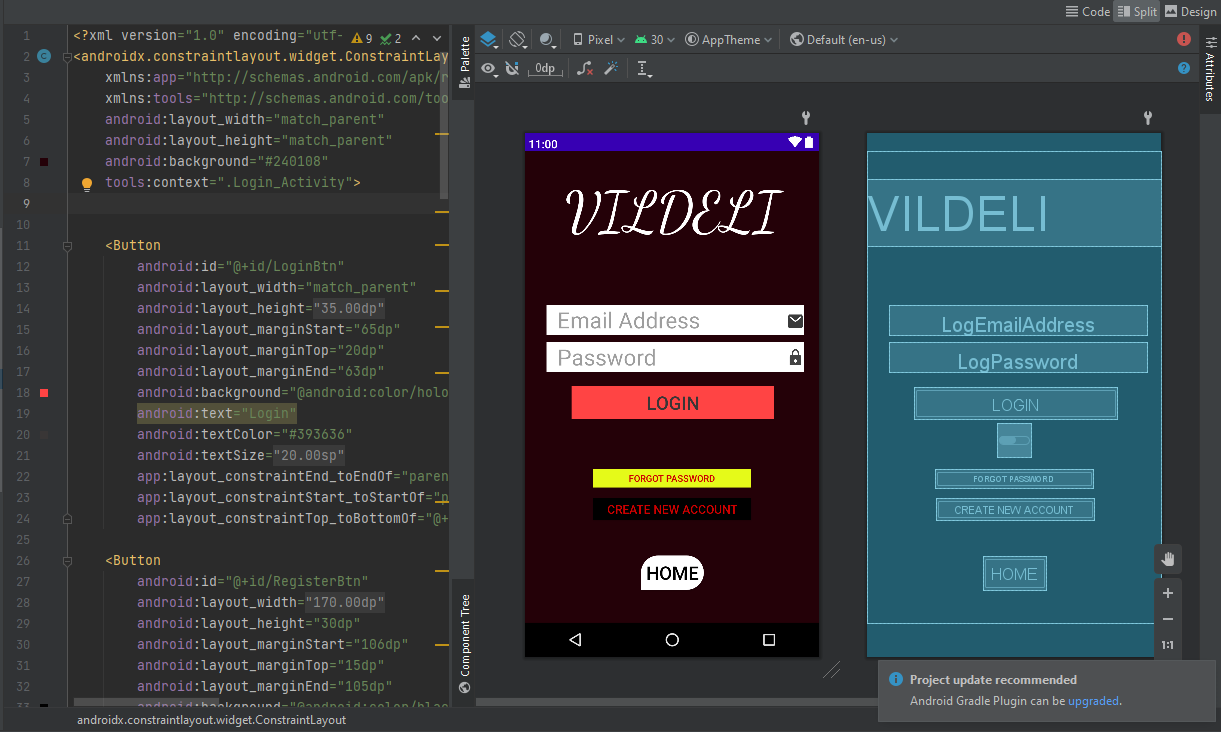 Code Split Design
1 <?xml version="1.0" encoding="utf- 9 2
2 <androidx.constraintlayout.widget.ConstraintLay
3 xmlns:app="http://schemas.android.com/apk/r
4 xmlns:tools="http://schemas.android.com/too
5 android:layout_width="match_parent"
6 android:layout_height="match_parent"
7 android:background="#240108"
8 tools:context=".Login_Activity">
9
10
11 <Button
12 android:id="@+id/LoginBtn"
13 android:layout_width="match_parent"
14 android:layout_height="35.00dp"
15 android:layout_marginStart="65dp"
16 android:layout_marginTop="20dp"
17 android:layout_marginEnd="63dp"
18 android:background="@android:color/holo
19 android:text="Login"
20 android:textColor="#393636"
21 android:textSize="20.00sp"
22 app:layout_constraintEnd_toEndOf="paren
23 app:layout_constraintStart_toStartOf="p
24 app:layout_constraintTop_toBottomOf="@+
25
26 <Button
27 android:id="@+id/RegisterBtn"
28 android:layout_width="170.00dp"
29 android:layout_height="30dp"
30 android:layout_marginStart="106dp"
31 android:layout_marginTop="15dp"
32 android:layout_marginEnd="105dp"
33 android:background="@android:color/blac
androidx.constraintlayout.widget.ConstraintLayout
Palette
Component Tree
Pixel 30 AppTheme Default (en-us)
0dp
Attributes
11:00
VILDELI
Email Address
Password
LOGIN
FORGOT PASSWORD
CREATE NEW ACCOUNT
HOME
VILDELI
LogEmailAddress
LogPassword
LOGIN
FORGOT PASSWORD
CREATE NEW ACCOUNT
HOME
1:1
Project update recommended
Android Gradle Plugin can be upgraded.